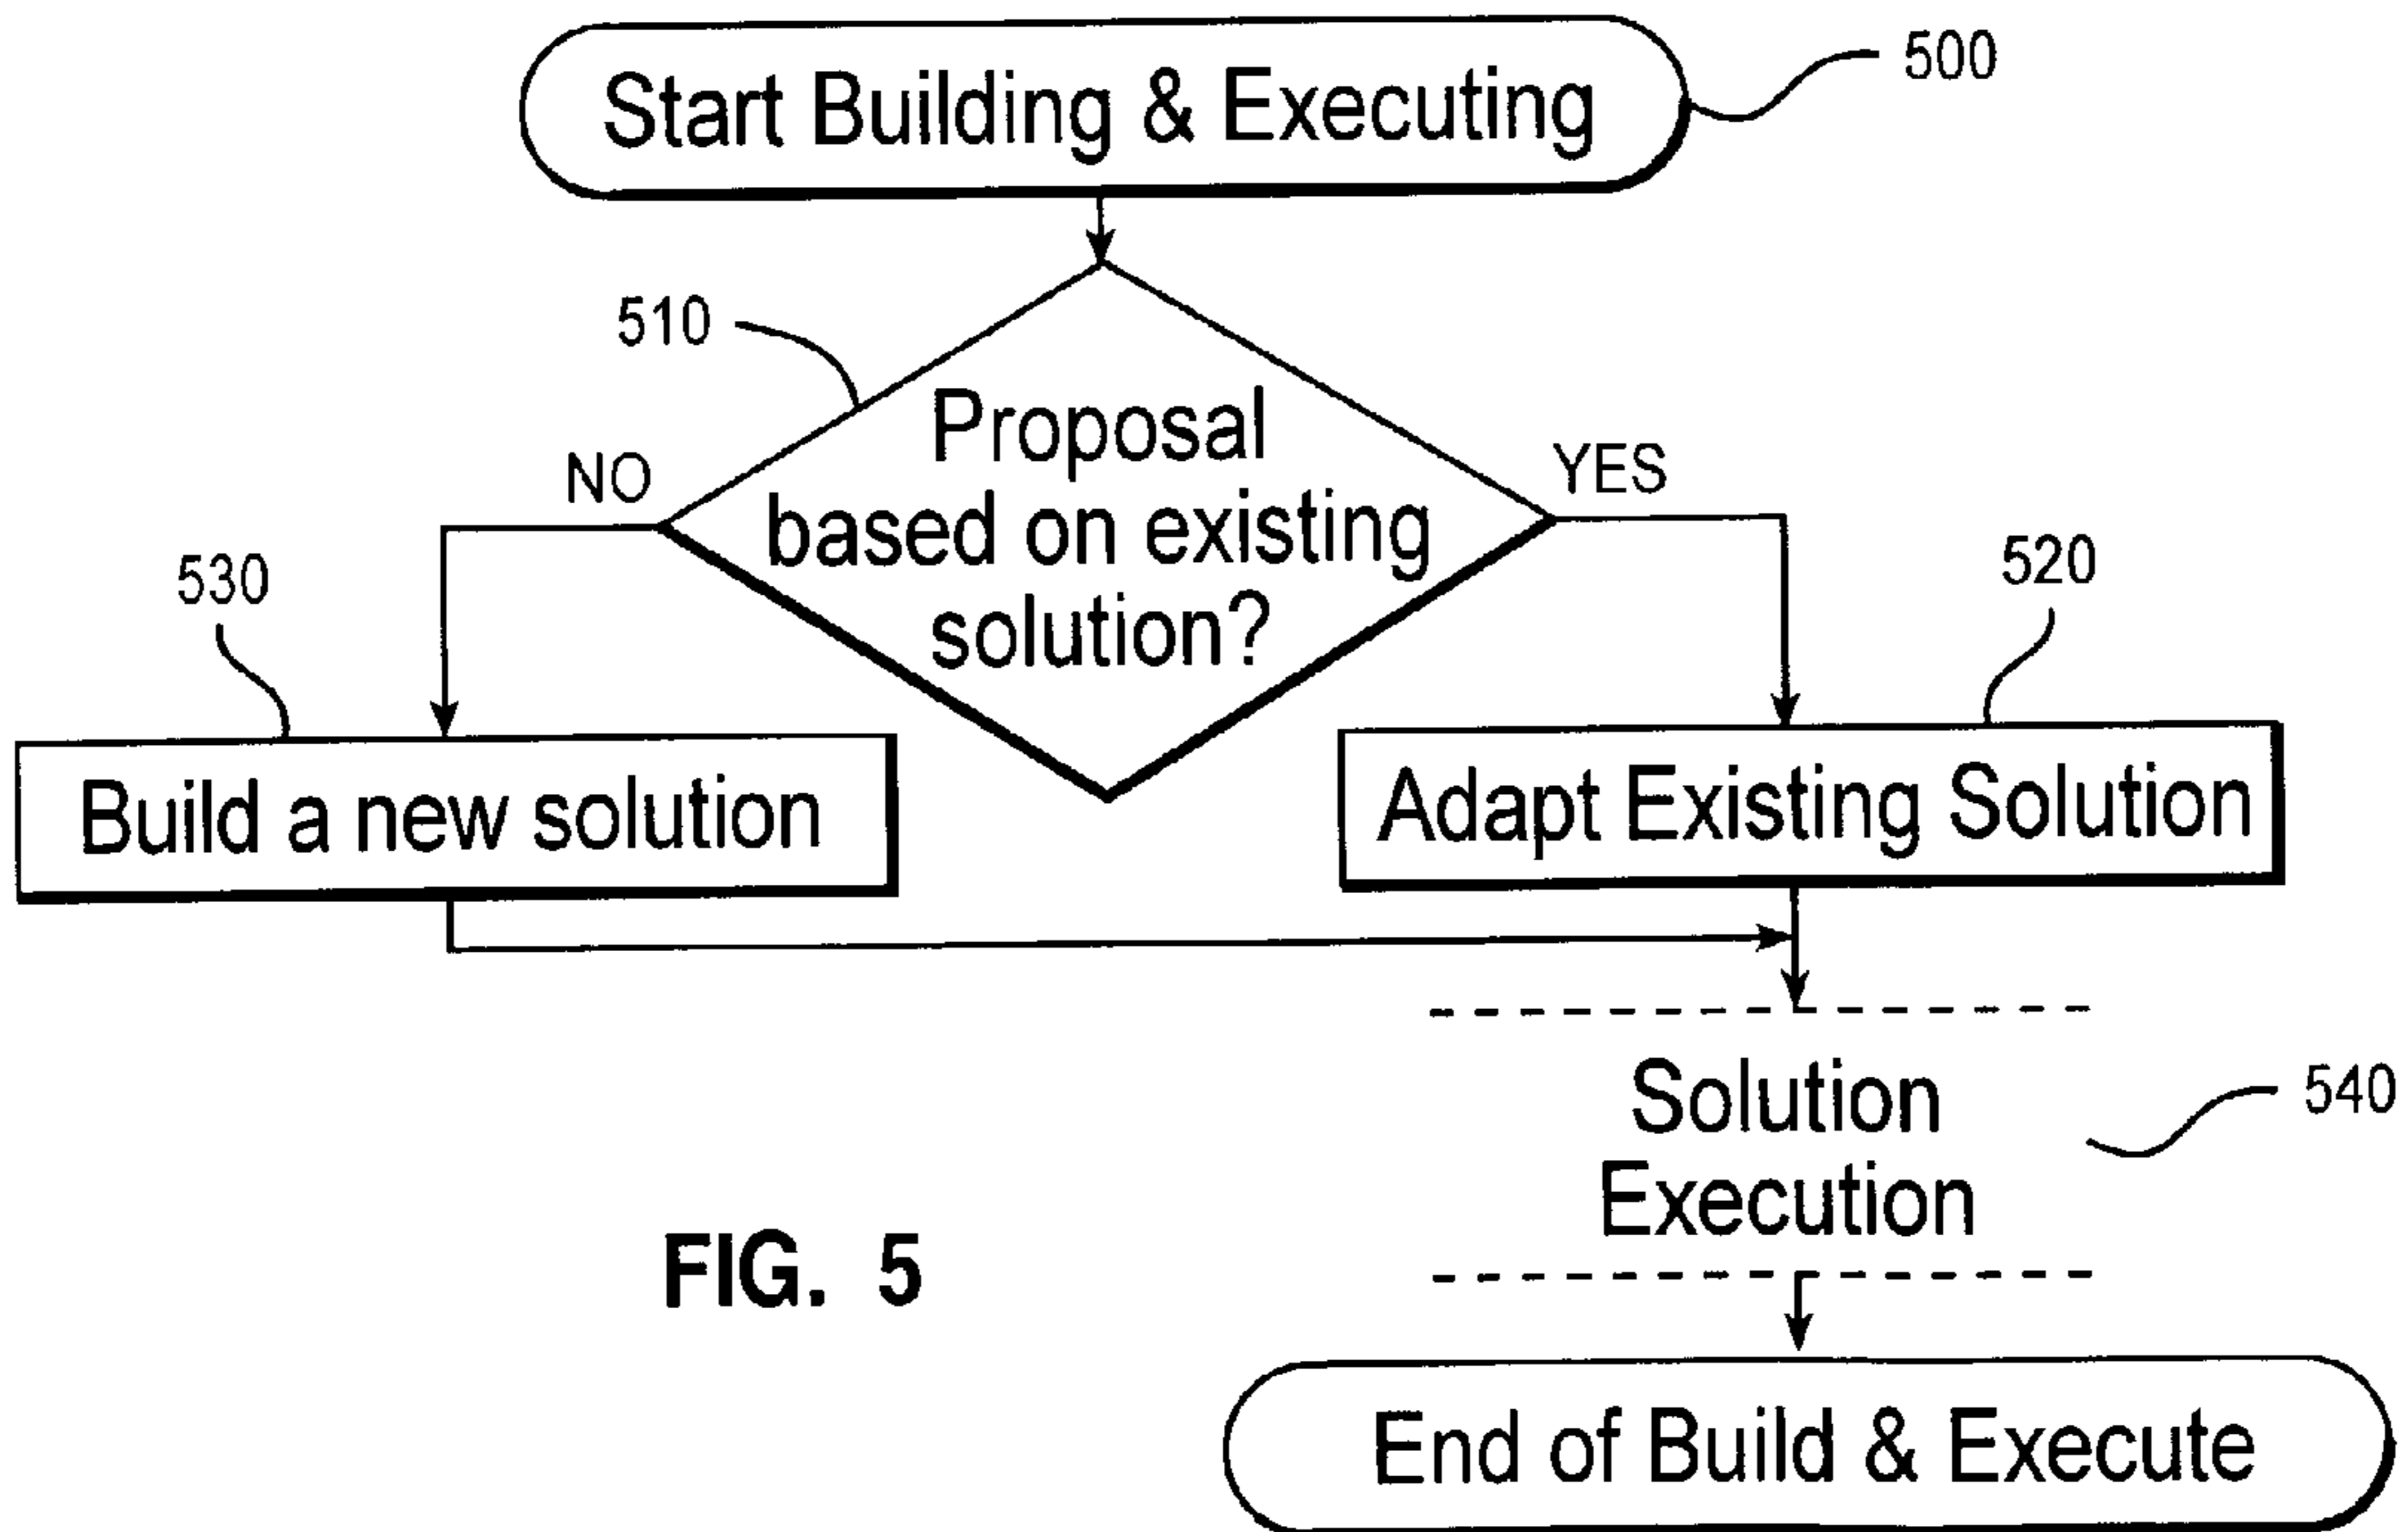 Start Building & Executing
500
510
Proposal
based on existing
solution?
NO
YES
530
520
Build a new solution
Adapt Existing Solution
Solution
Execution
540
FIG. 5
End of Build & Execute